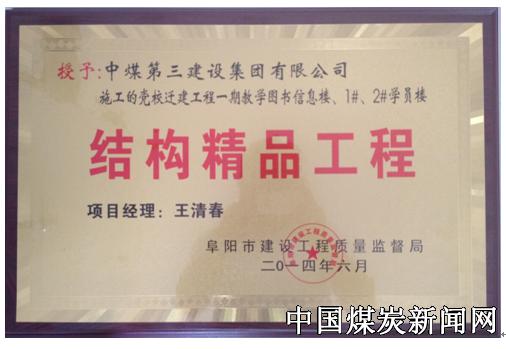 授予:中煤第三建设集团有限公司
施工的党校迁建工程一期教学图书信息楼、1#、2#学员楼
结构精品工程
项目经理：王清春
阜阳市建设工程质量监督局
二〇一四年六月
中国煤炭新闻网